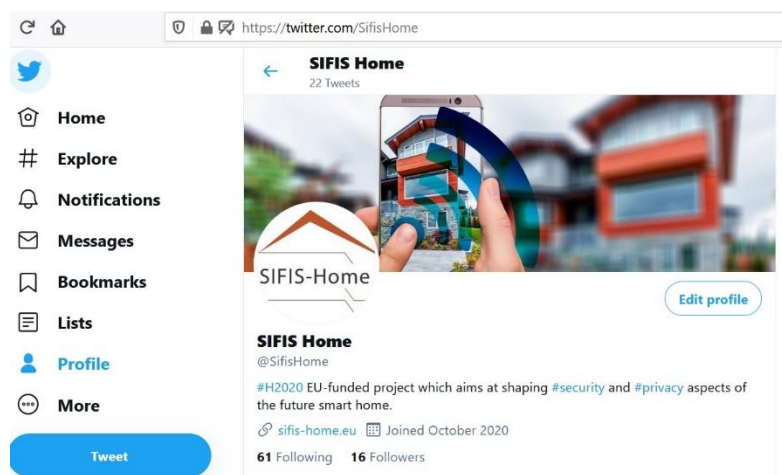 https://twitter.com/SifisHome
SIFIS Home
22 Tweets
Home
Explore
Notifications
Messages
Bookmarks
Lists
Profile
More
Tweet
SIFIS-Home
Edit profile
SIFIS Home
@SifisHome
#H2020 EU-funded project which aims at shaping #security and #privacy aspects of
the future smart home.
sifis-home.eu Joined October 2020
61 Following 16 Followers